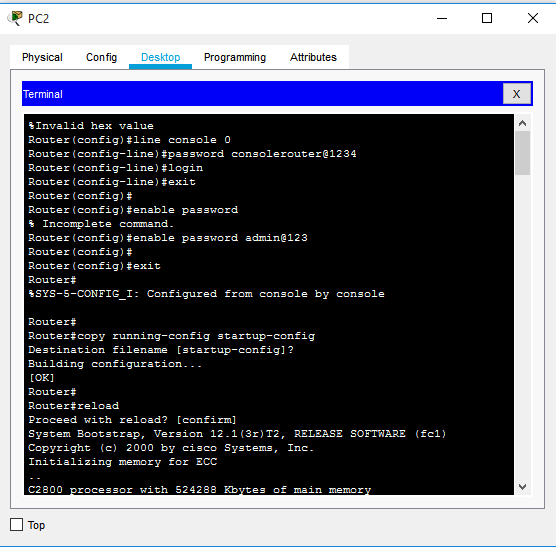 PC2
Physical Config Desktop Programming Attributes
Terminal X
%Invalid hex value
Router(config)#line console 0
Router(config-line)#password consolerouter@1234
Router(config-line)#login
Router(config-line)#exit
Router(config)#
Router(config)#enable password
% Incomplete command.
Router(config)#enable password admin@123
Router(config)#
Router(config)#exit
Router#
%SYS-5-CONFIG_I: Configured from console by console
Router#
Router#copy running-config startup-config
Destination filename [startup-config]?
Building configuration...
[OK]
Router#
Router#reload
Proceed with reload? [confirm]
System Bootstrap, Version 12.1(3r)T2, RELEASE SOFTWARE (fc1)
Copyright (c) 2000 by cisco Systems, Inc.
Initializing memory for ECC
..
C2800 processor with 524288 Kbytes of main memory
Top